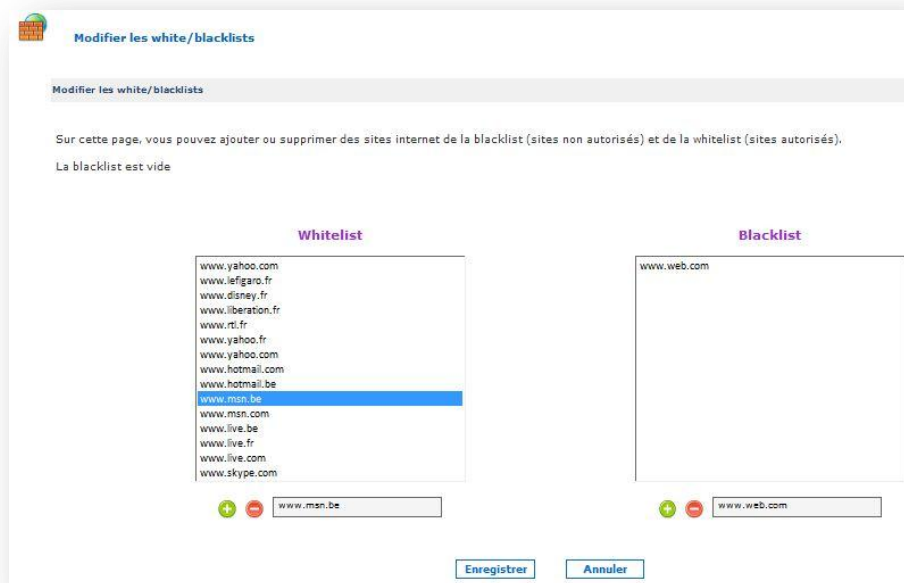 Modifier les white/blacklists
Modifier les white/blacklists
Sur cette page, vous pouvez ajouter ou supprimer des sites internet de la blacklist (sites non autorisés) et de la whitelist (sites autorisés).
La blacklist est vide
Whitelist
www.yahoo.com
www.lefigaro.fr
www.disney.fr
www.liberation.fr
www.rtl.fr
www.yahoo.fr
www.yahoo.com
www.hotmail.com
www.hotmail.be
www.msn.be
www.msn.com
www.live.be
www.live.fr
www.live.com
www.skype.com
www.msn.be
Blacklist
www.web.com
www.web.com
Enregistrer
Annuler